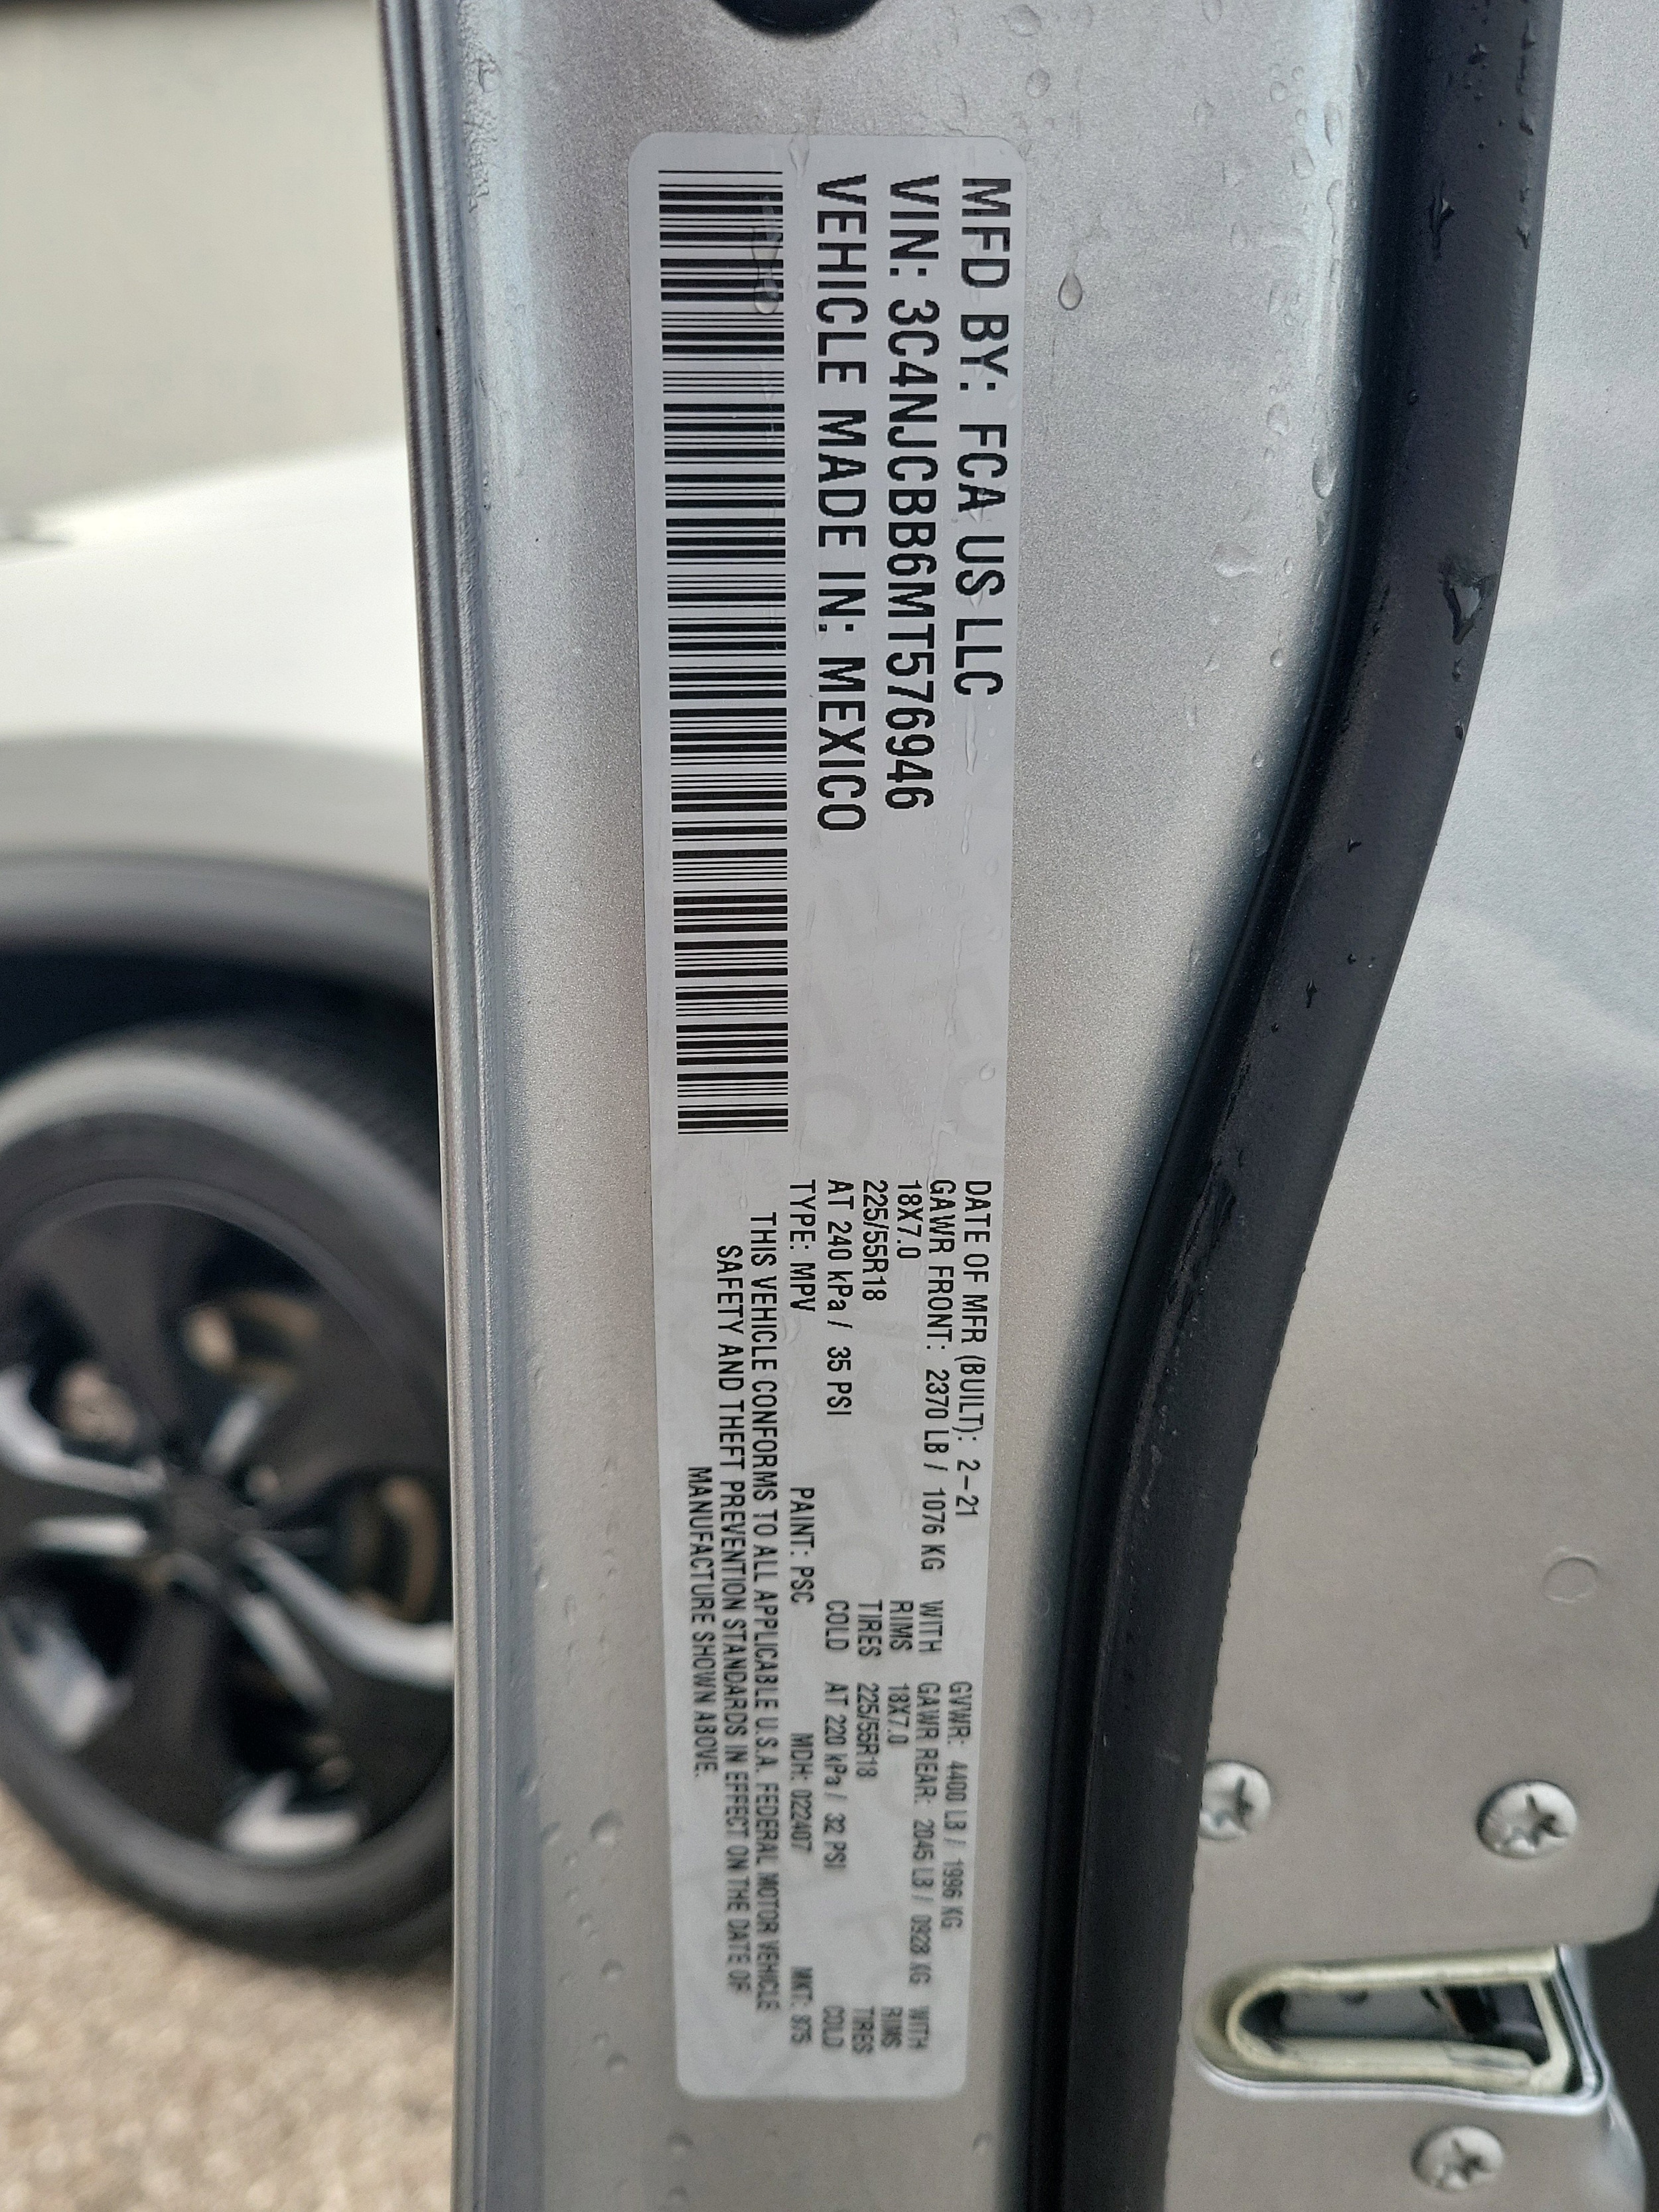 MFD BY: FCA US LLC
VIN: 3C4NJCBB6MT576946
VEHICLE MADE IN: MEXICO
DATE OF MFR (BUILT): 2-21 GVWR: 4400 LB / 1996 KG
GAWR FRONT: 2370 LB / 1076 KG WITH GAWR REAR: 2045 LB / 0928 KG WITH
18X7.0 RIMS 18X7.0 RIMS
225/55R18 TIRES 225/55R18 TIRES
AT 240 kPa / 35 PSI COLD AT 220 kPa / 32 PSI COLD
TYPE: MPV PAINT: PSC MDH: 022407 MKT: 975
THIS VEHICLE CONFORMS TO ALL APPLICABLE U.S.A. FEDERAL MOTOR VEHICLE
SAFETY AND THEFT PREVENTION STANDARDS IN EFFECT ON THE DATE OF
MANUFACTURE SHOWN ABOVE.